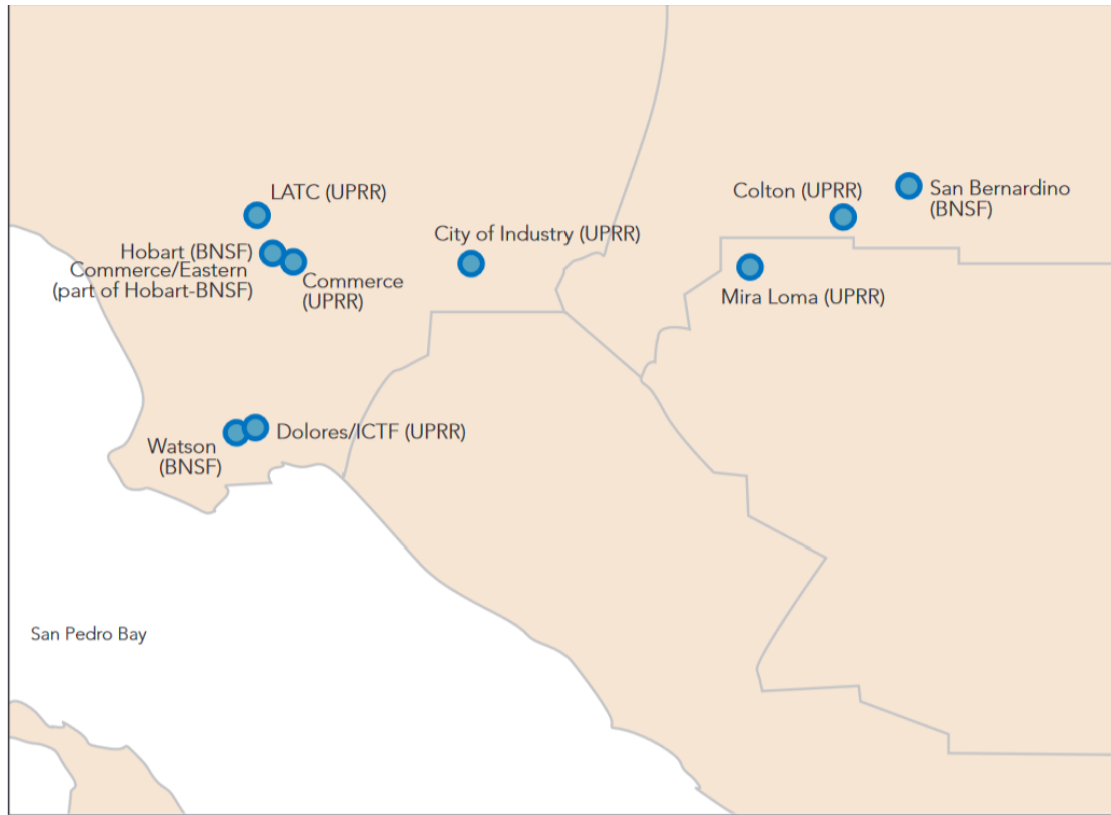 LATC (UPRR)
Hobart (BNSF)
Commerce/Eastern
(part of Hobart-BNSF)
Commerce
(UPRR)
City of Industry (UPRR)
Colton (UPRR)
San Bernardino
(BNSF)
Mira Loma (UPRR)
Watson
(BNSF)
Dolores/ICTF (UPRR)
San Pedro Bay